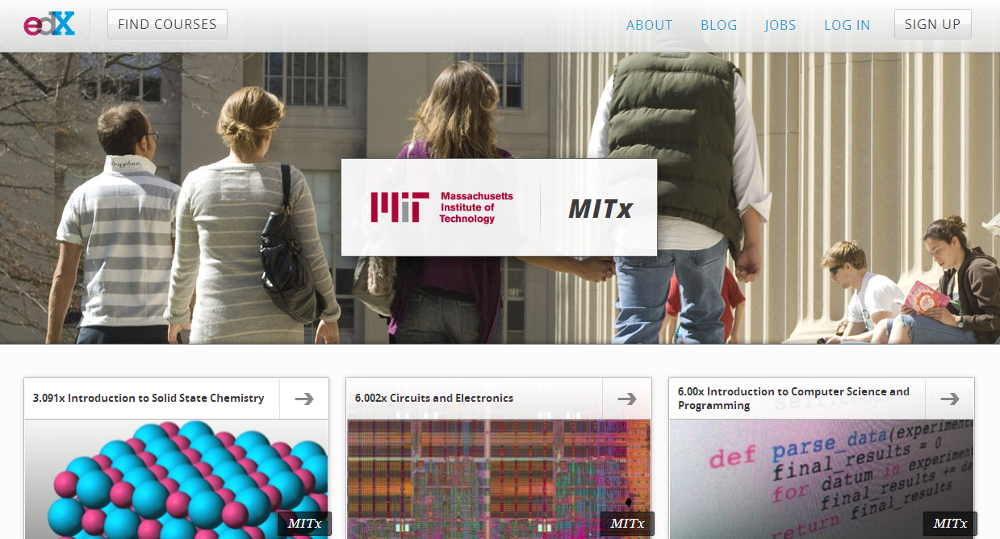 edX
FIND COURSES
ABOUT
BLOG
JOBS
LOG IN
SIGN UP
MIT
Massachusetts
Institute of
Technology
MITx
3.091x Introduction to Solid State Chemistry
MITx
6.002x Circuits and Electronics
MITx
6.00x Introduction to Computer Science and
Programming
def parse_data(experiment
final_results = 0
for datum in experiment
final_results += da
return final_results
MITx